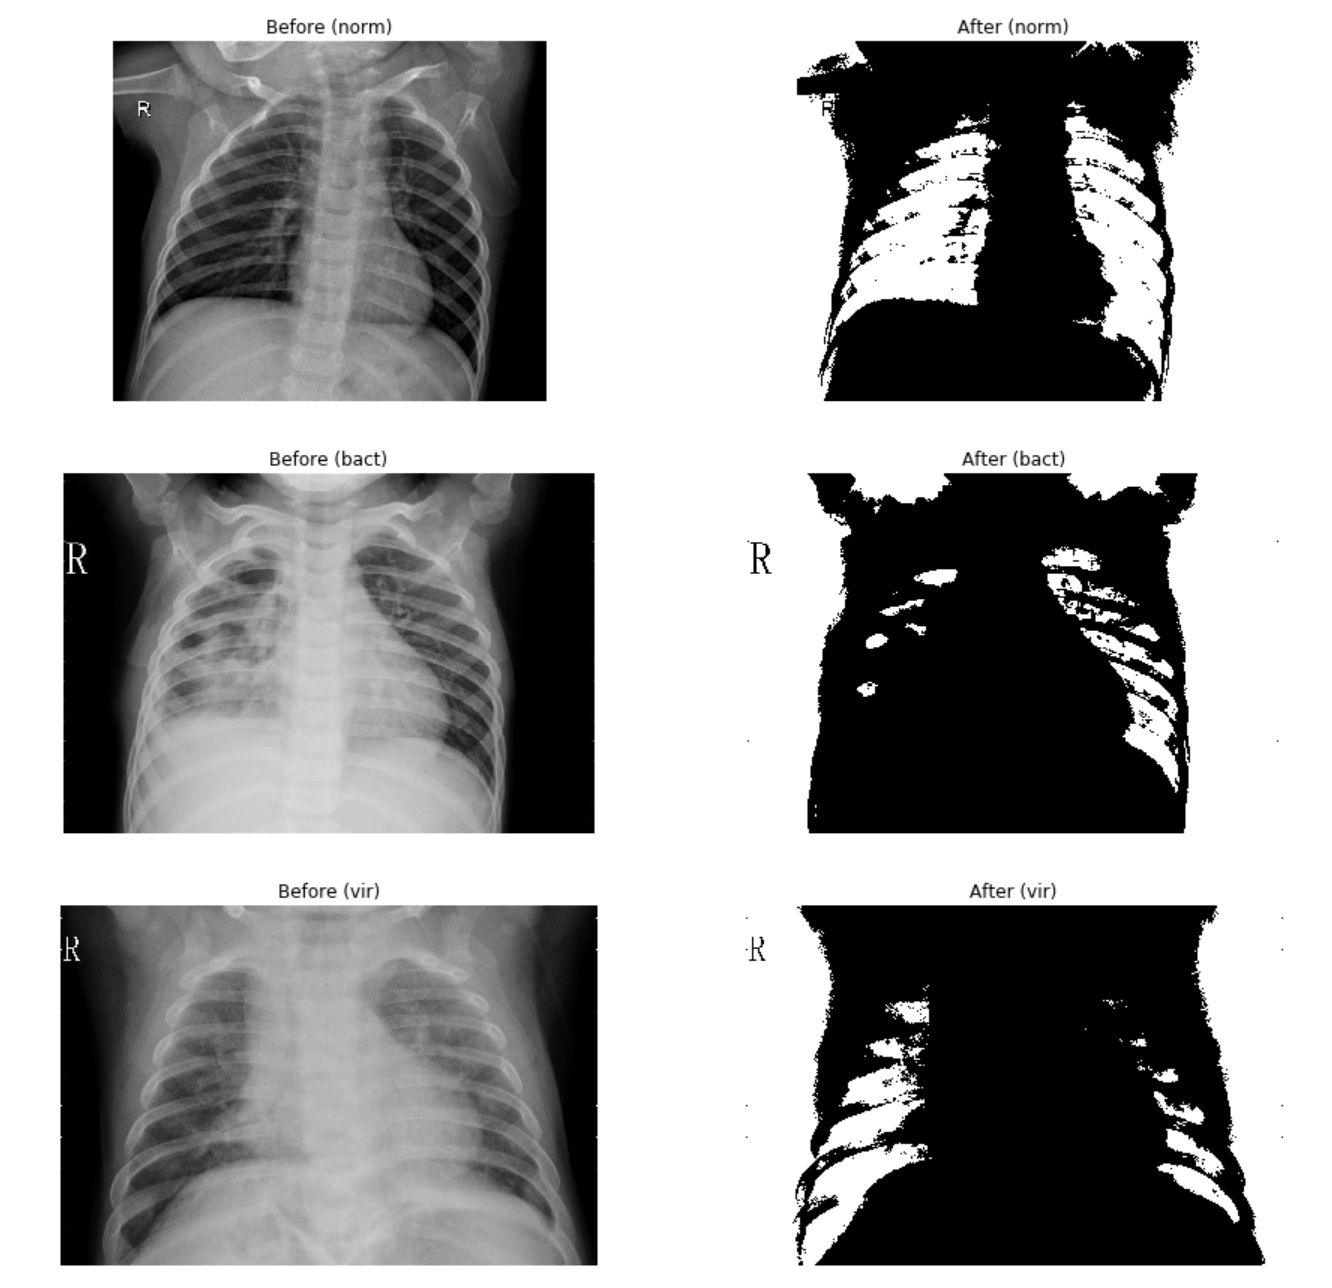 Before (norm)
After (norm)
R
R
Before (bact)
After (bact)
R
R
Before (vir)
After (vir)
R
R